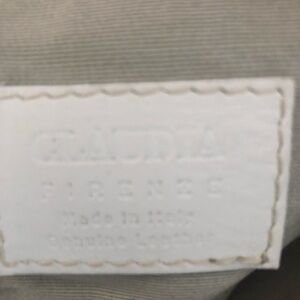 CLAUDIA
FIRENZE
Made in Italy
Genuine Leather